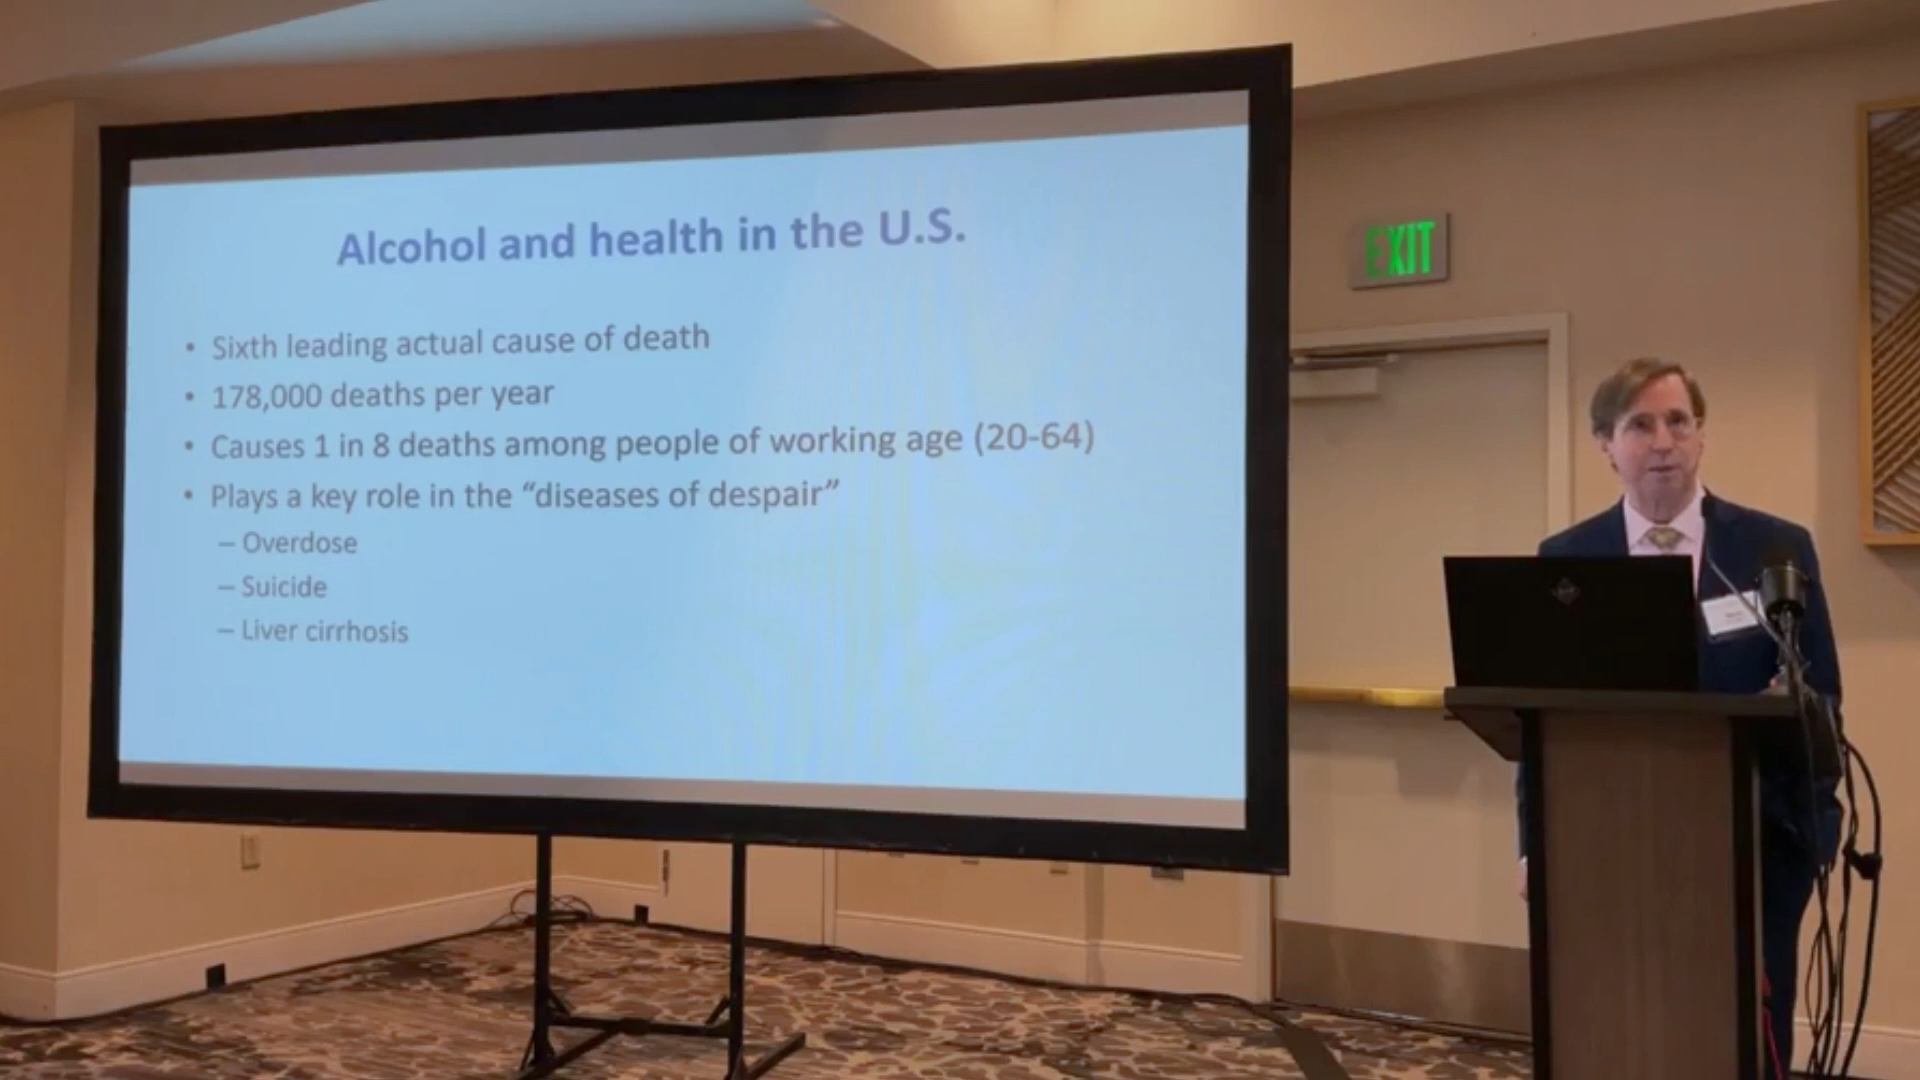 Alcohol and health in the U.S.
• Sixth leading actual cause of death
• 178,000 deaths per year
• Causes 1 in 8 deaths among people of working age (20-64)
• Plays a key role in the “diseases of despair”
– Overdose
– Suicide
– Liver cirrhosis
EXIT